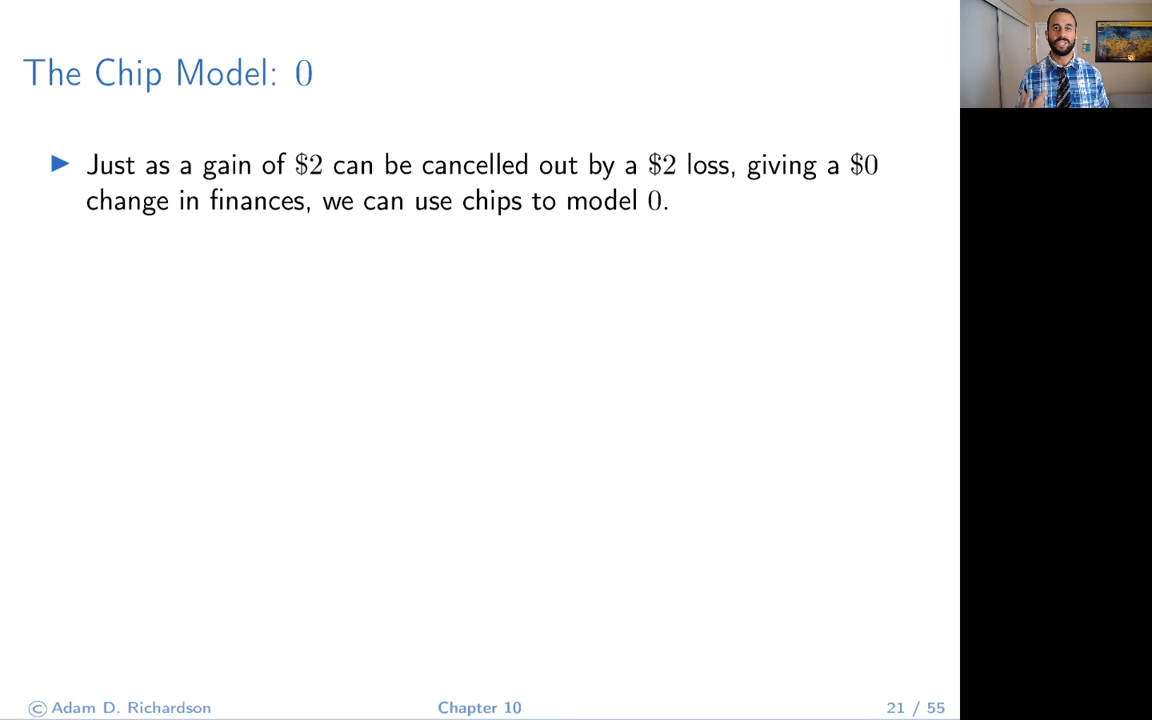 The Chip Model: 0
▶ Just as a gain of $2 can be cancelled out by a $2 loss, giving a $0
change in finances, we can use chips to model 0.
© Adam D. Richardson Chapter 10 21 / 55